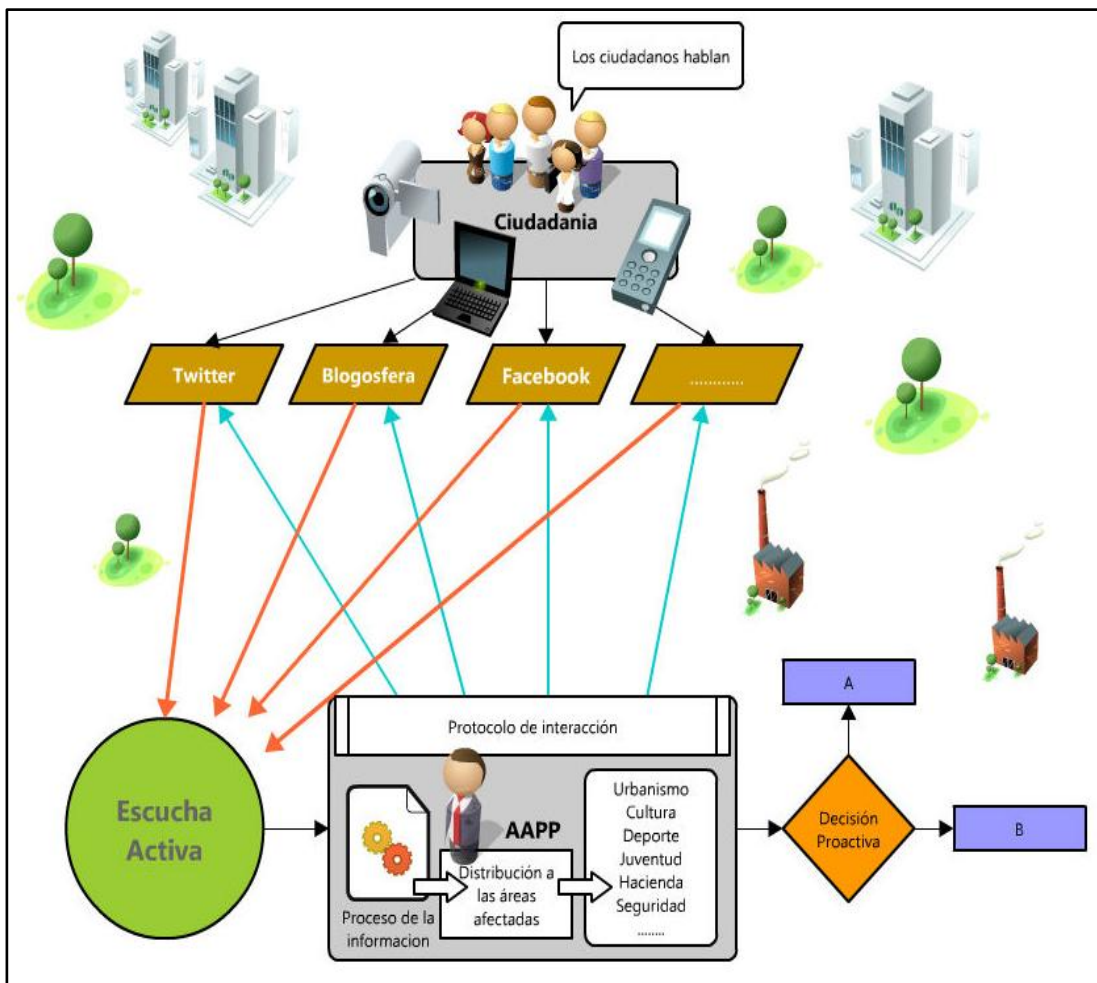 Los ciudadanos hablan
Ciudadania
Twitter
Blogosfera
Facebook
............
Protocolo de interacción
Escucha
Activa
AAPP
Proceso de la
informacion
Distribución a
las áreas
afectadas
Urbanismo
Cultura
Deporte
Juventud
Hacienda
Seguridad
........
Decisión
Proactiva
A
B